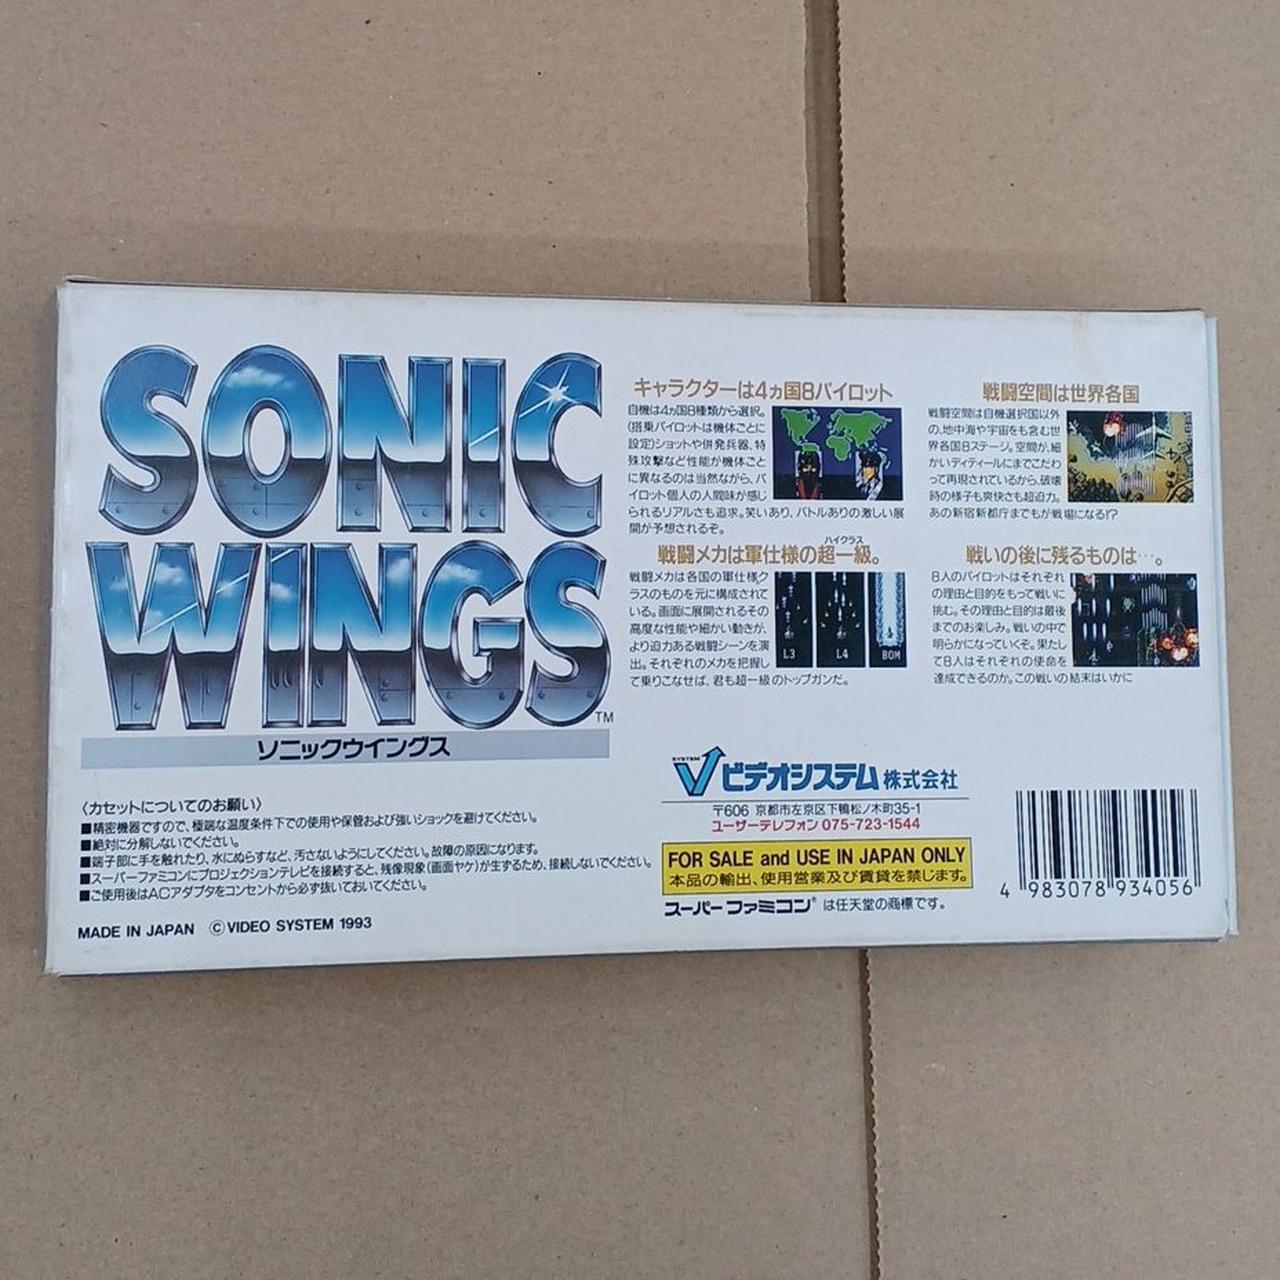 SONIC
WINGS
TM
ソニックウイングス
〈カセットについてのお願い〉
■精密機器ですので、極端な温度条件下での使用や保管および強いショックを避けてください。
■絶対に分解しないでください。
■端子部に手を触れたり、水にぬらすなど、汚さないようにしてください。故障の原因になります。
■スーパーファミコンにプロジェクションテレビを接続すると、残像現象(画面ヤケ)が生ずるため、接続しないでください。
■ご使用後はACアダプタをコンセントから必ず抜いておいてください。
MADE IN JAPAN ©VIDEO SYSTEM 1993
キャラクターは4ヵ国8パイロット
自機は4ヵ国8種類から選択。
(搭乗パイロットは機体ごとに
設定)ショットや併発兵器、特
殊攻撃など性能が機体ごと
に異なるのは当然ながら、パ
イロット個人の人間味が感じ
られるリアルさも追求。笑いあり、バトルありの激しい展
開が予想されるぞ。
戦闘空間は世界各国
戦闘空間は自機選択国以外
の、地中海や宇宙をも含む世
界各国8ステージ。空間が、細
かいディティールにまでこだわ
って再現されているから、破壊
時の様子も爽快さも超迫力。
あの新宿新都庁までもが戦場になる!?
ハイクラス
戦闘メカは軍仕様の超一級。
戦闘メカは各国の軍仕様ク
ラスのものを元に構成されて
いる。画面に展開されるその
高度な性能や細かい動きが、
より迫力ある戦闘シーンを演
出。それぞれのメカを把握し
て乗りこなせば、君も超一級のトップガンだ。
L3
L4
BOM
戦いの後に残るものは…。
8人のパイロットはそれぞれ
の理由と目的をもって戦いに
挑む。その理由と目的は最後
までのお楽しみ。戦いの中で
明らかになっていくぞ。果たし
て8人はそれぞれの使命を
達成できるのか。この戦いの結末はいかに
SYSTEM
V
ビデオシステム株式会社
〒606 京都市左京区下鴨松ノ木町35-1
ユーザーテレフォン 075-723-1544
FOR SALE and USE IN JAPAN ONLY
本品の輸出、使用営業及び賃貸を禁じます。
スーパーファミコン®は任天堂の商標です。
4 983078 934056